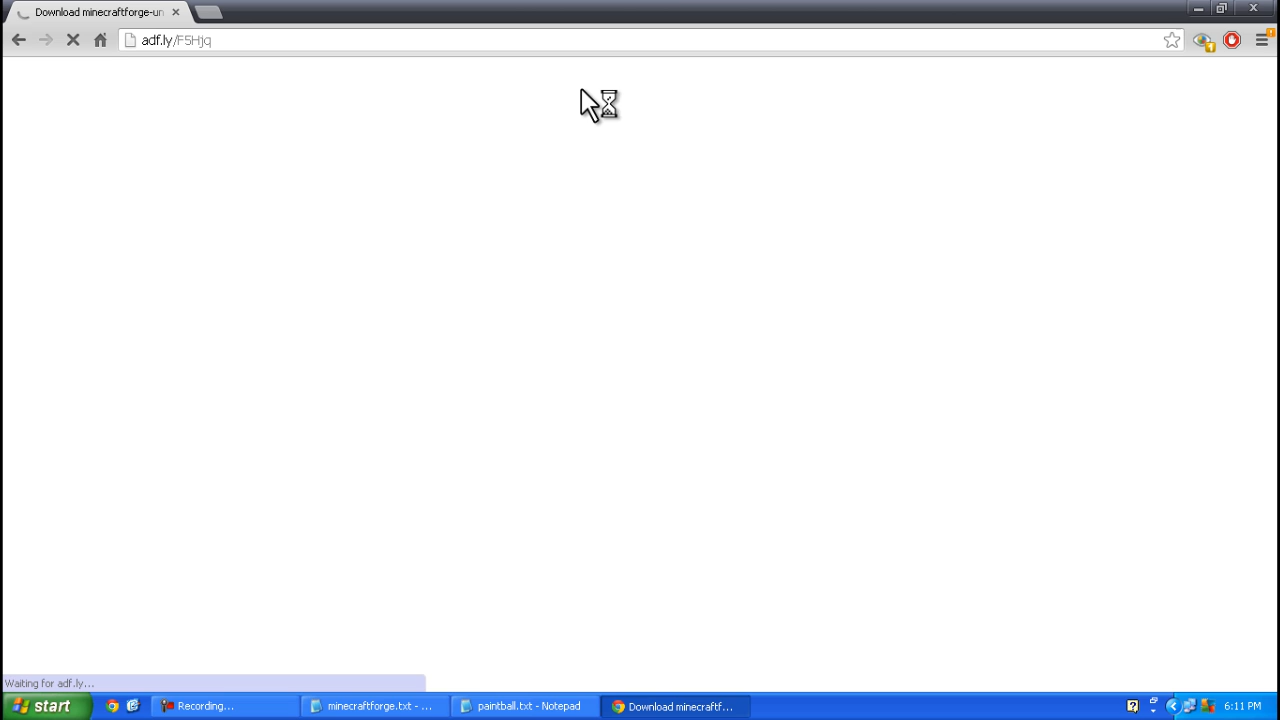 Download minecraftforge-un
adf.ly/F5Hjq
Waiting for adf.ly...
start
Recording...
minecraftforge.txt - ...
paintball.txt - Notepad
Download minecraftf...
6:11 PM